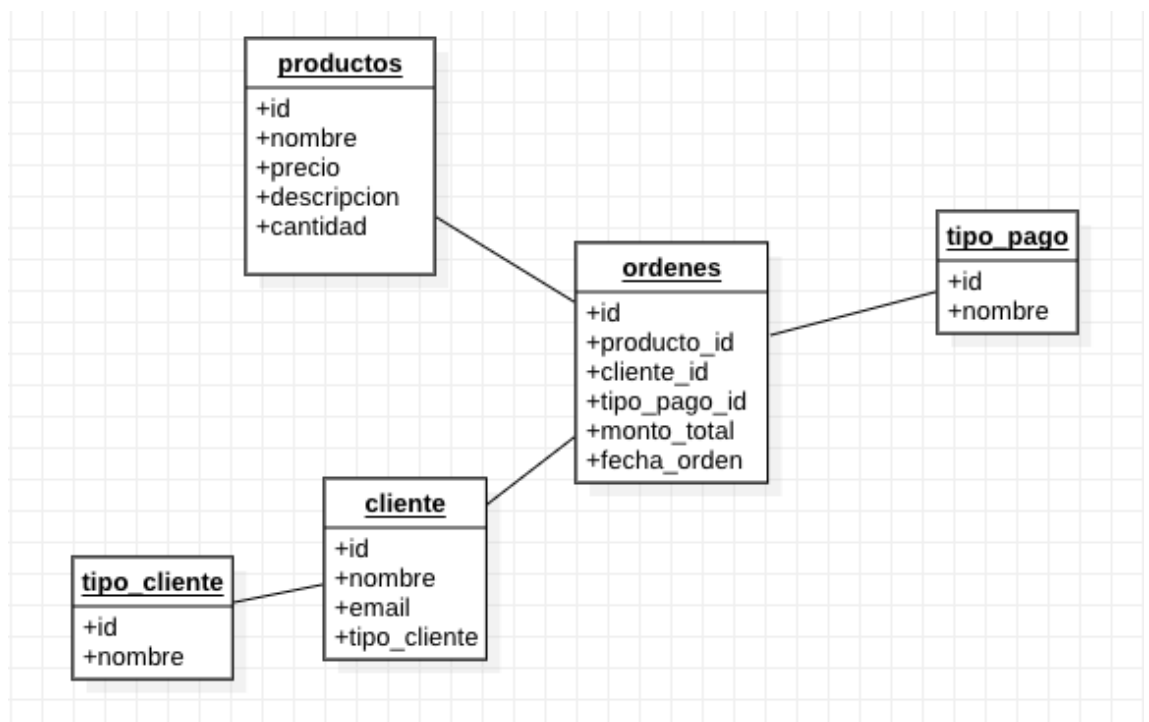 productos
+id
+nombre
+precio
+descripcion
+cantidad
tipo_pago
+id
+nombre
ordenes
+id
+producto_id
+cliente_id
+tipo_pago_id
+monto_total
+fecha_orden
cliente
+id
+nombre
+email
+tipo_cliente
tipo_cliente
+id
+nombre